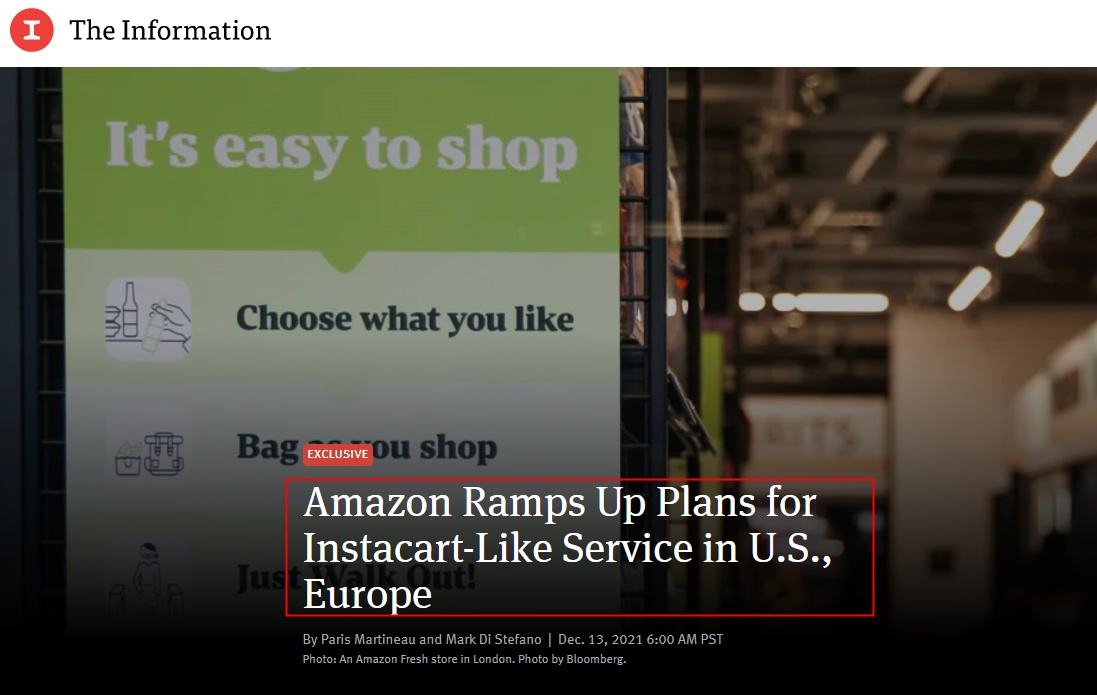 The Information
It's easy to shop
Choose what you like
Bag as you shop
EXCLUSIVE
Just Walk Out!
Amazon Ramps Up Plans for
Instacart-Like Service in U.S.,
Europe
By Paris Martineau and Mark Di Stefano | Dec. 13, 2021 6:00 AM PST
Photo: An Amazon Fresh store in London. Photo by Bloomberg.